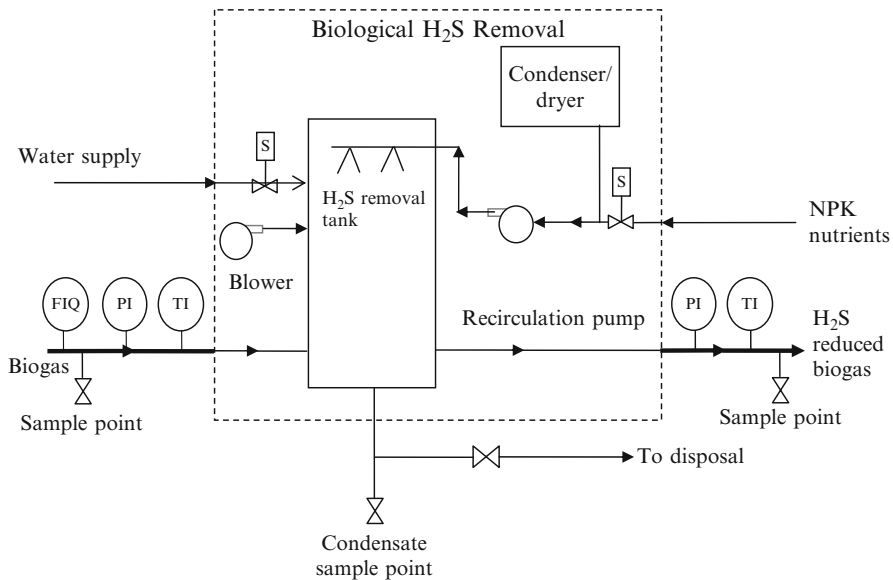 Biological H₂S Removal
Condenser/
dryer
S
Water supply
S
H₂S removal
tank
NPK
nutrients
Blower
FIQ
PI
TI
Recirculation pump
PI
TI
H₂S
reduced
biogas
Biogas
Sample point
Sample point
To disposal
Condensate
sample point